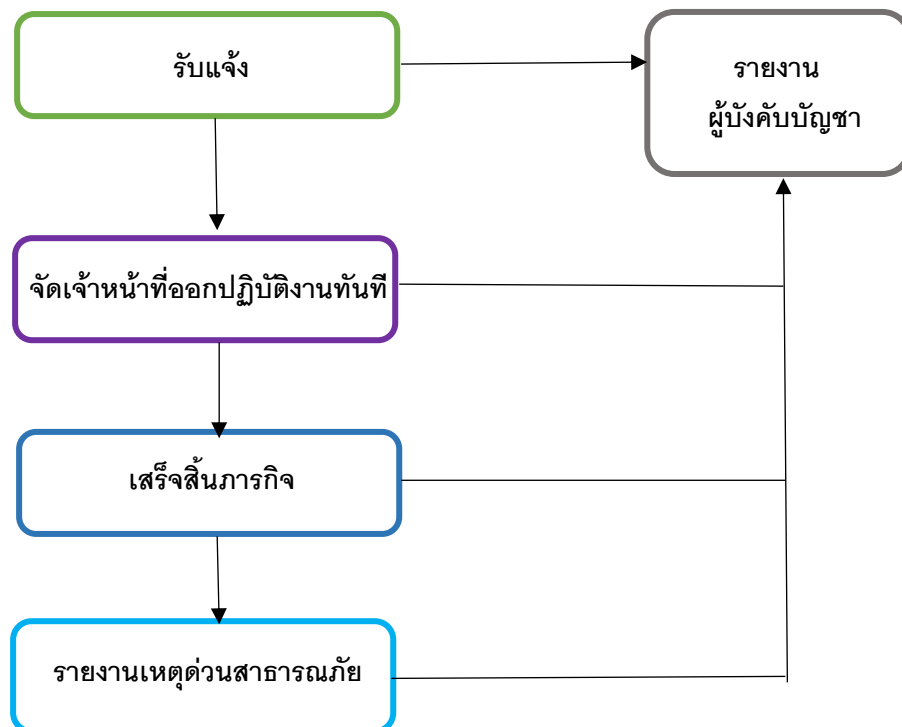 รับแจ้ง
รายงาน
ผู้บังคับบัญชา
จัดเจ้าหน้าที่ออกปฏิบัติงานทันที
เสร็จสิ้นภารกิจ
รายงานเหตุด่วนสาธารณภัย